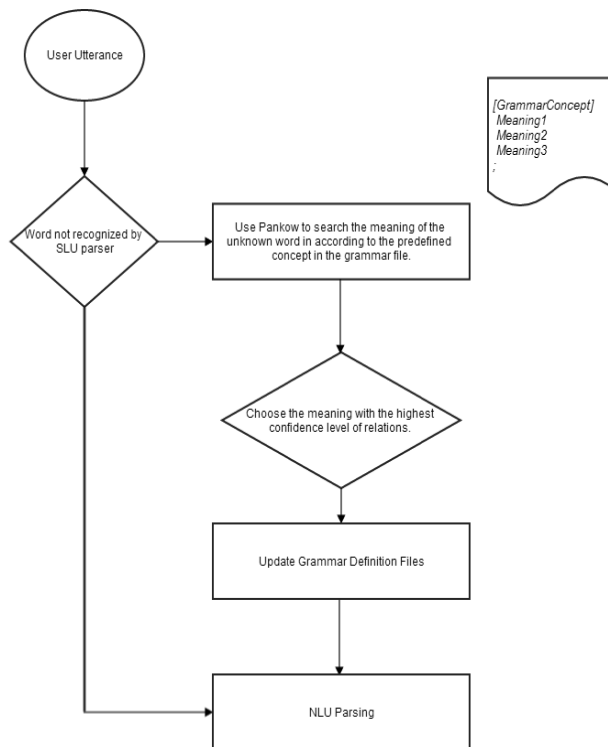 User Utterance
[GrammarConcept]
Meaning1
Meaning2
Meaning3
;
Word not recognized by
SLU parser
Use Pankow to search the meaning of the
unknown word in according to the predefined
concept in the grammar file.
Choose the meaning with the highest
confidence level of relations.
Update Grammar Definition Files
NLU Parsing